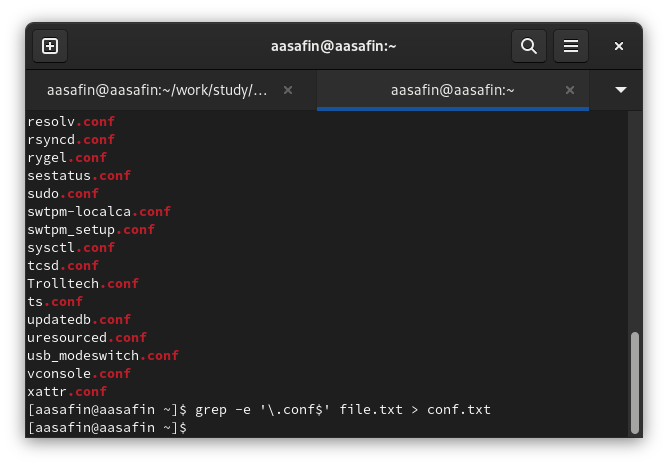 aasafin@aasafin:~
aasafin@aasafin:~/work/study/...
aasafin@aasafin:~
resolv.conf
rsyncd.conf
rygel.conf
sestatus.conf
sudo.conf
swtpm-localca.conf
swtpm_setup.conf
sysctl.conf
tcsd.conf
Trolltech.conf
ts.conf
updatedb.conf
uresourced.conf
usb_modeswitch.conf
vconsole.conf
xattr.conf
[aasafin@aasafin ~]$ grep -e '\.conf$' file.txt > conf.txt
[aasafin@aasafin ~]$